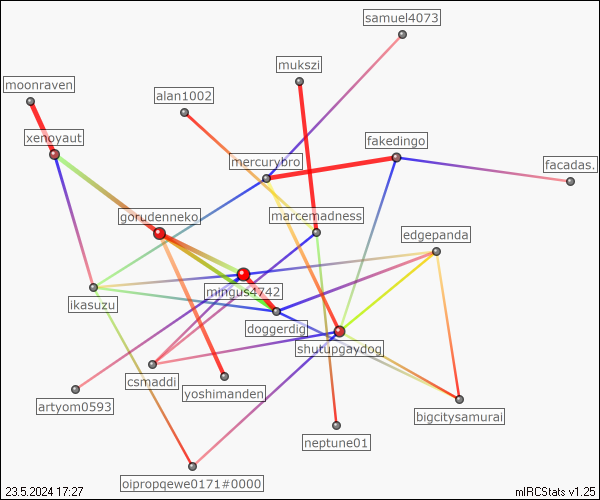 samuel4073
mukszi
moonraven
alan1002
xenoyaut
fakedingo
mercurybro
facadas.
gorudenneko
marcemadness
edgepanda
mingus4742
ikasuzu
doggerdig
shutupgaydog
csmaddi
yoshimanden
artyom0593
bigcitysamurai
neptune01
oipropqewe0171#0000
23.5.2024 17:27
mIRCStats v1.25